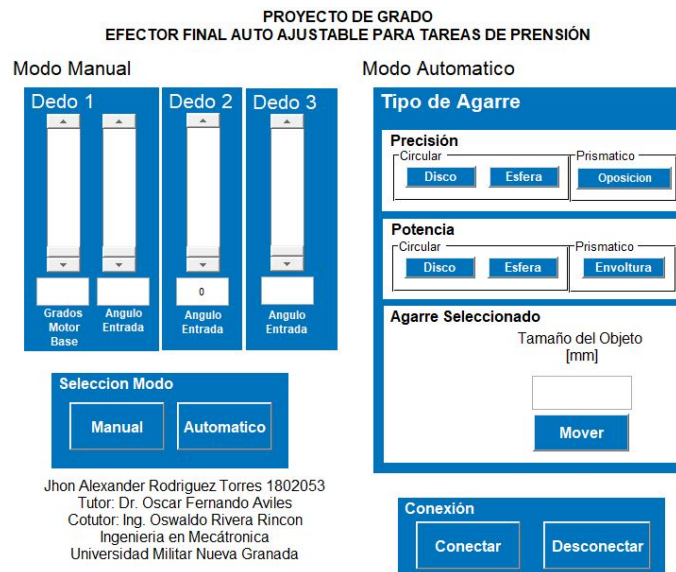 PROYECTO DE GRADO
EFECTOR FINAL AUTO AJUSTABLE PARA TAREAS DE PRENSIÓN
Modo Manual
Dedo 1
Dedo 2
Dedo 3
0
Grados
Motor
Base
Angulo
Entrada
Angulo
Entrada
Angulo
Entrada
Seleccion Modo
Manual
Automatico
Jhon Alexander Rodriguez Torres 1802053
Tutor: Dr. Oscar Fernando Aviles
Cotutor: Ing. Oswaldo Rivera Rincon
Ingenieria en Mecátronica
Universidad Militar Nueva Granada
Modo Automatico
Tipo de Agarre
Precisión
Circular
Prismatico
Disco
Esfera
Oposicion
Potencia
Circular
Prismatico
Disco
Esfera
Envoltura
Agarre Seleccionado
Tamaño del Objeto
[mm]
Mover
Conexión
Conectar
Desconectar